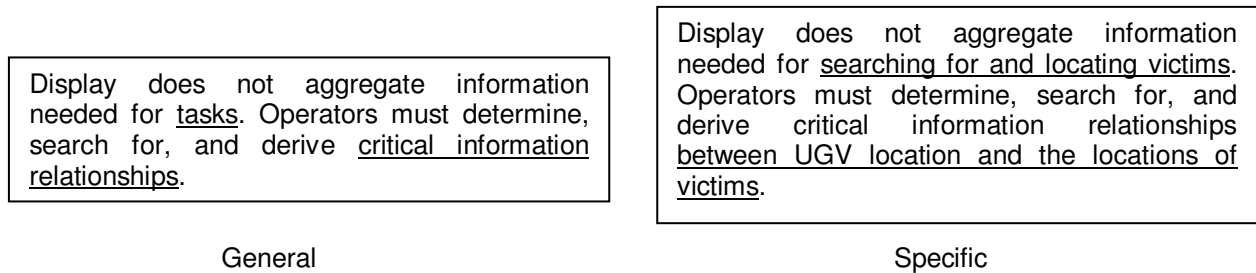 Display does not aggregate information
needed for tasks. Operators must determine,
search for, and derive critical information
relationships.
General
Display does not aggregate information
needed for searching for and locating victims.
Operators must determine, search for, and
derive critical information relationships
between UGV location and the locations of
victims.
Specific